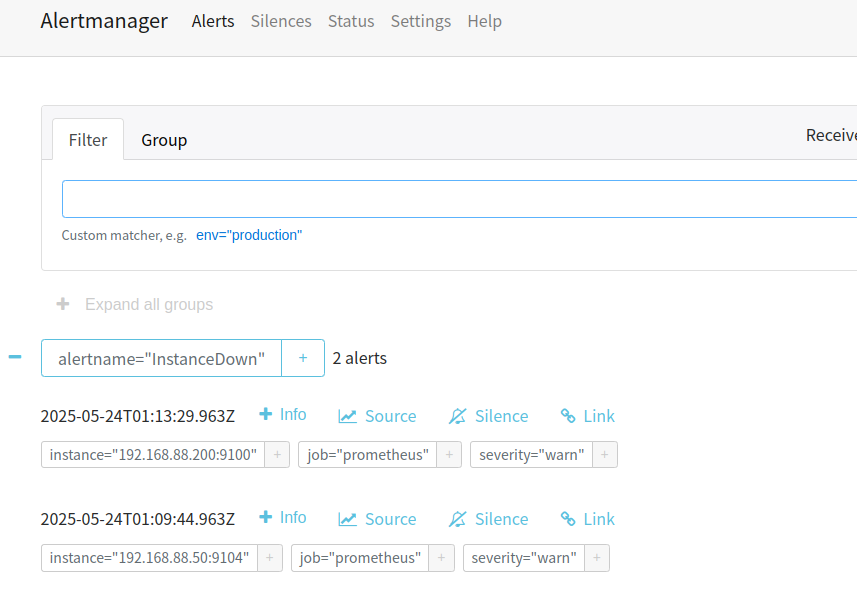 Alertmanager Alerts Silences Status Settings Help
Filter Group
Custom matcher, e.g. env="production"
+ Expand all groups
alertname="InstanceDown" + 2 alerts
2025-05-24T01:13:29.963Z + Info Source Silence Link
instance="192.168.88.200:9100" + job="prometheus" + severity="warn" +
2025-05-24T01:09:44.963Z + Info Source Silence Link
instance="192.168.88.50:9104" + job="prometheus" + severity="warn" +